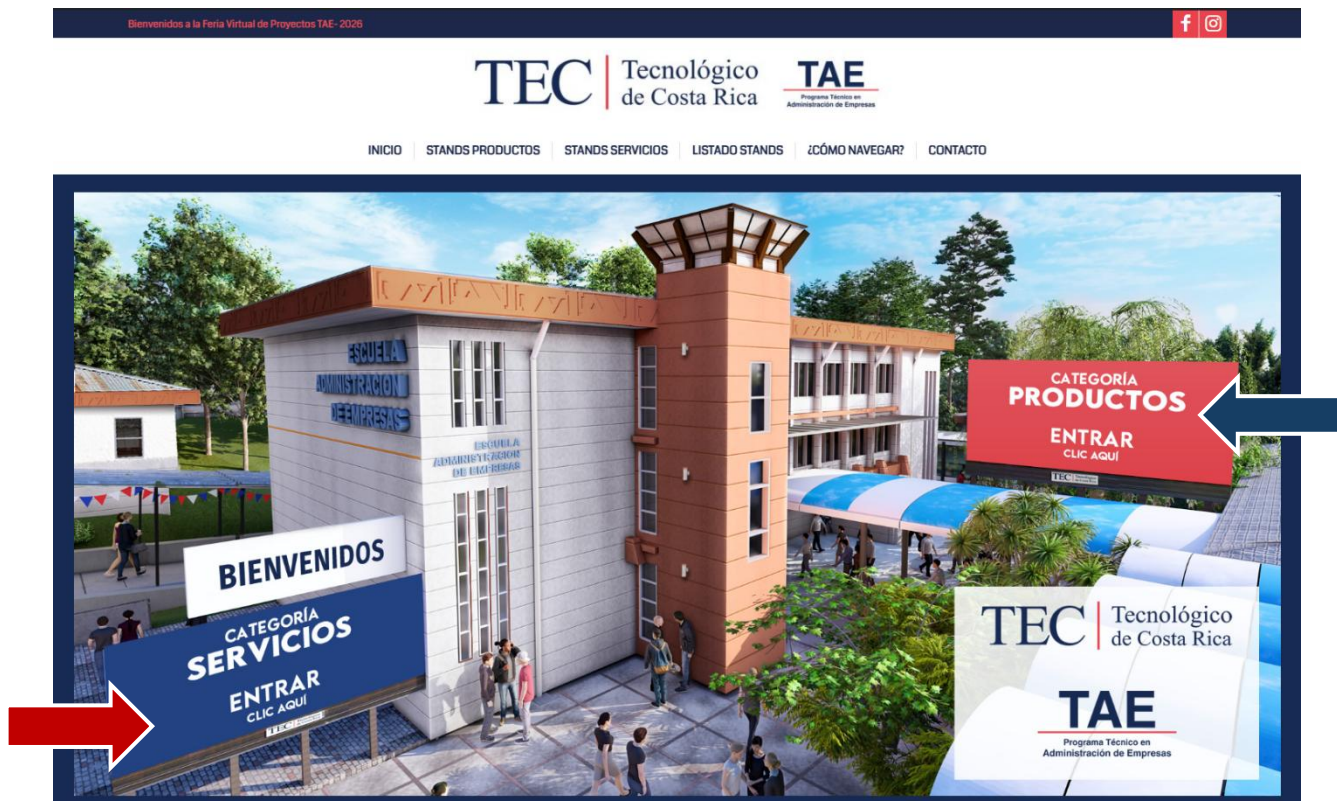 Bienvenidos a la Feria Virtual de Proyectos TAE- 2026
TEC
Tecnológico
de Costa Rica
TAE
Programa Técnico en
Administración de Empresas
INICIO STANDS PRODUCTOS STANDS SERVICIOS LISTADO STANDS ¿CÓMO NAVEGAR? CONTACTO
ESCUELA
ADMINISTRACION
DE EMPRESAS
ESCUELA
ADMINISTRACION
DE EMPRESAS
CATEGORÍA
PRODUCTOS
ENTRAR
CLIC AQUÍ
TEC
BIENVENIDOS
CATEGORÍA
SERVICIOS
ENTRAR
CLIC AQUÍ
TEC
TEC
Tecnológico
de Costa Rica
TAE
Programa Técnico en
Administración de Empresas